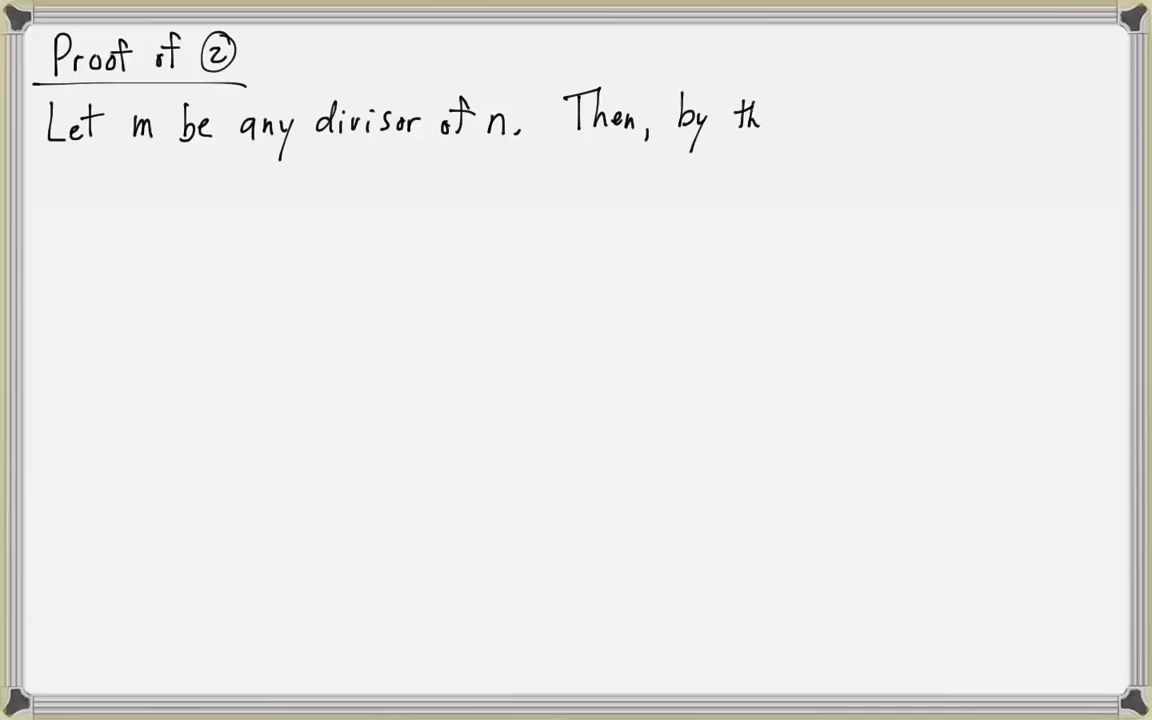 Proof of ②
Let m be any divisor of n. Then, by th